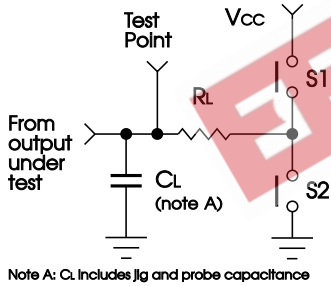 Test
Point
VCC
S1
RL
From
output
under
test
CL
(note A)
S2
Note A: CL includes jig and probe capacitance